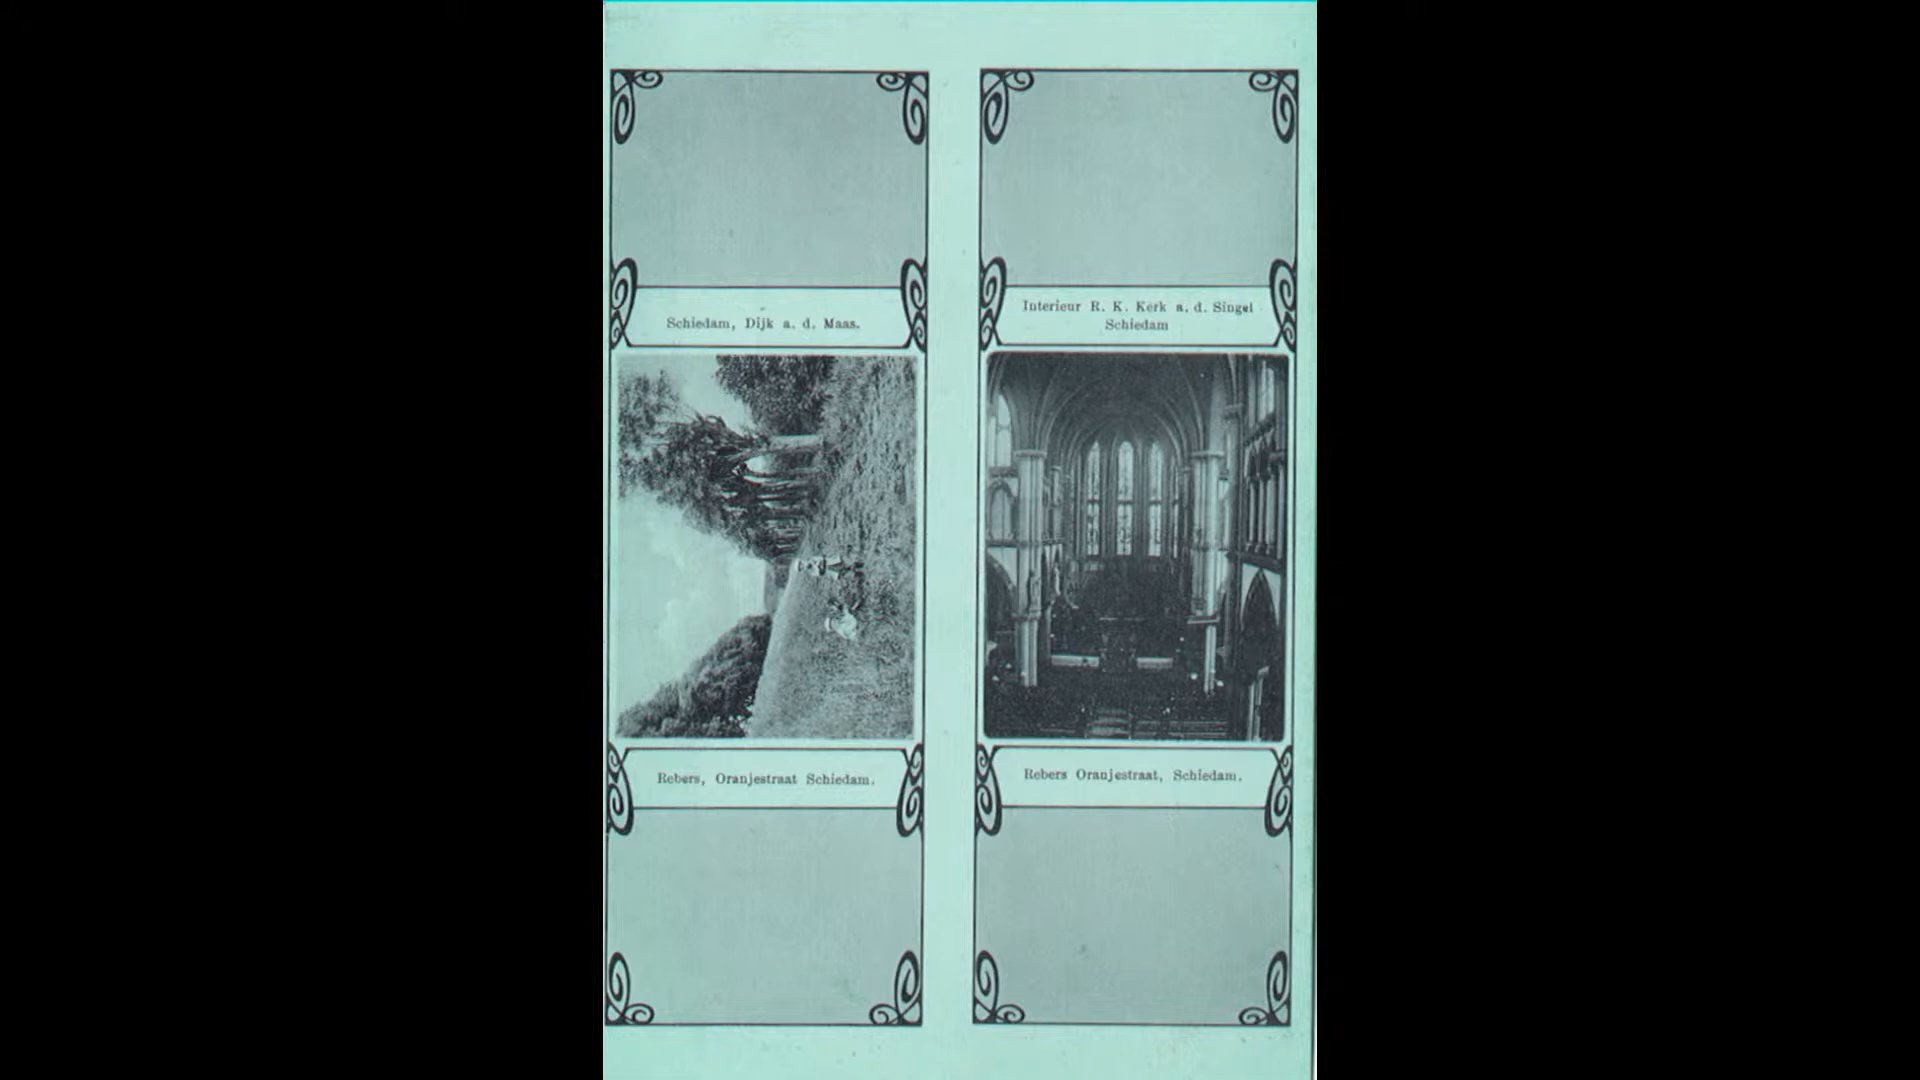 Schiedam, Dijk a. d. Maas.
Rebers, Oranjestraat Schiedam.
Interieur R. K. Kerk a. d. Singel
Schiedam
Rebers Oranjestraat, Schiedam.